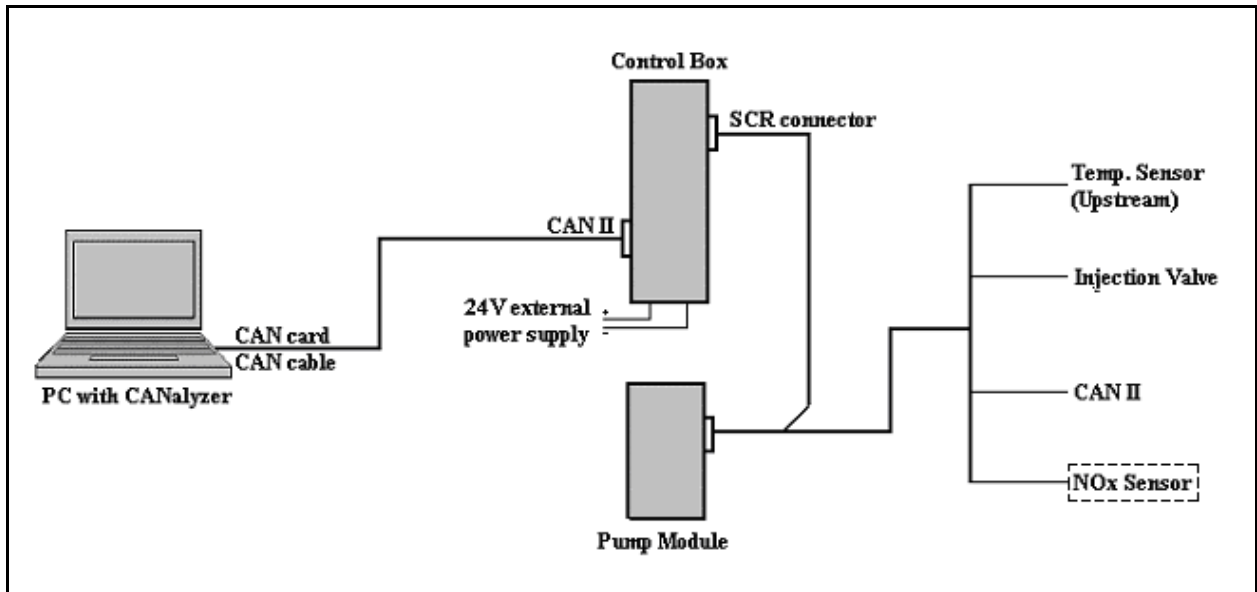 Control Box
SCR connector
Temp. Sensor
(Upstream)
CAN II
Injection Valve
24V external +
power supply -
CAN card
CAN cable
PC with CANalyzer
CAN II
NOx Sensor
Pump Module